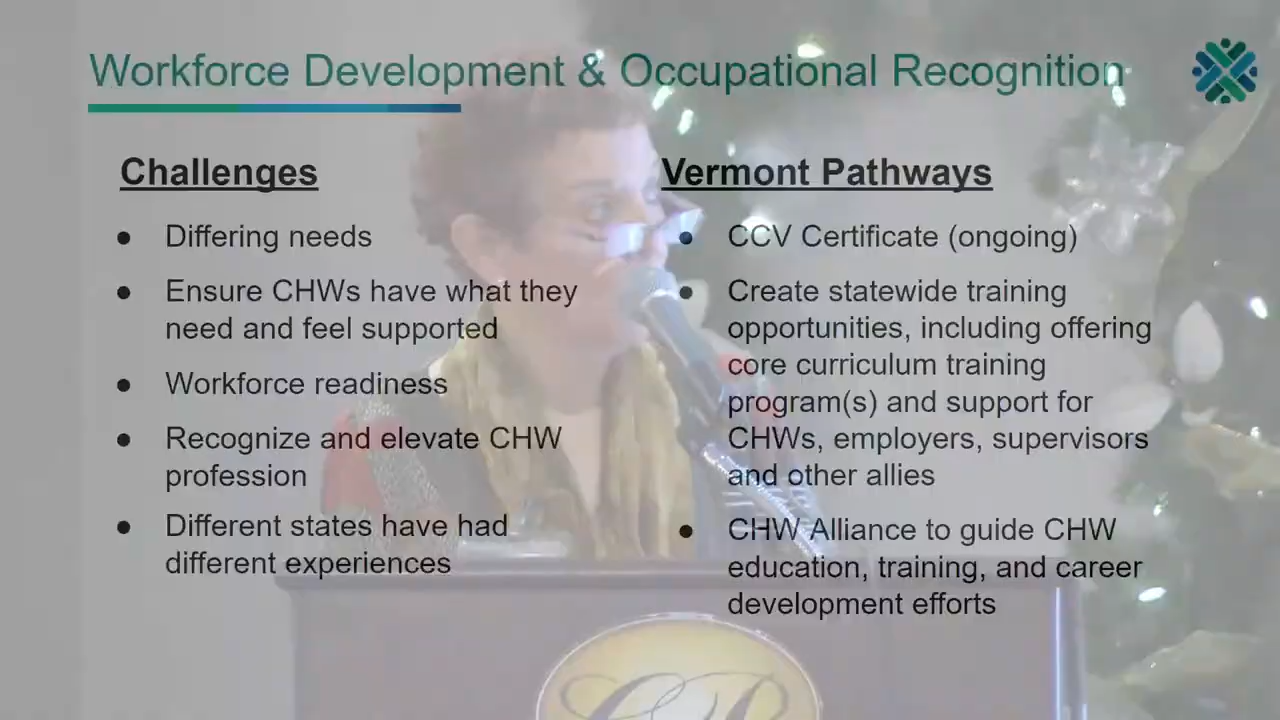 Workforce Development & Occupational Recognition
Challenges
● Differing needs
● Ensure CHWs have what they
need and feel supported
● Workforce readiness
● Recognize and elevate CHW
profession
● Different states have had
different experiences
Vermont Pathways
● CCV Certificate (ongoing)
● Create statewide training
opportunities, including offering
core curriculum training
program(s) and support for
CHWs, employers, supervisors
and other allies
● CHW Alliance to guide CHW
education, training, and career
development efforts